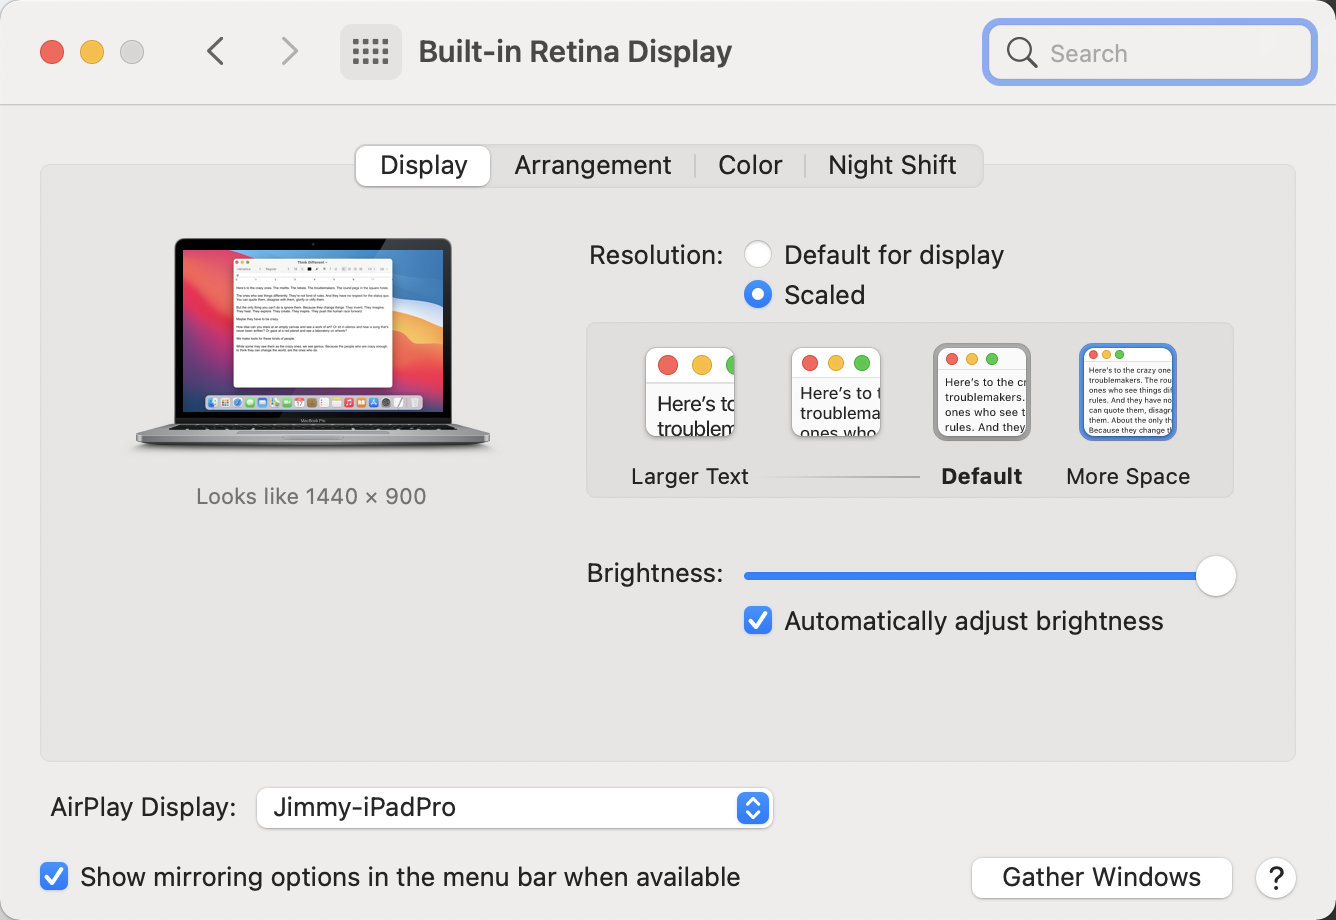 Built-in Retina Display
Search
Display
Arrangement
Color
Night Shift
Resolution:
Default for display
Scaled
Here's to
troublem
Here's to t
troublema
ones who
Here's to the cr
troublemakers.
ones who see t
rules. And they
Here's to the crazy one
troublemakers. The rou
ones who see things dif
rules. And they have no
can quote them, disagre
them. About the only th
Because they change t
Larger Text
Default
More Space
Looks like 1440 × 900
Brightness:
Automatically adjust brightness
AirPlay Display:
Jimmy-iPadPro
Show mirroring options in the menu bar when available
Gather Windows
?